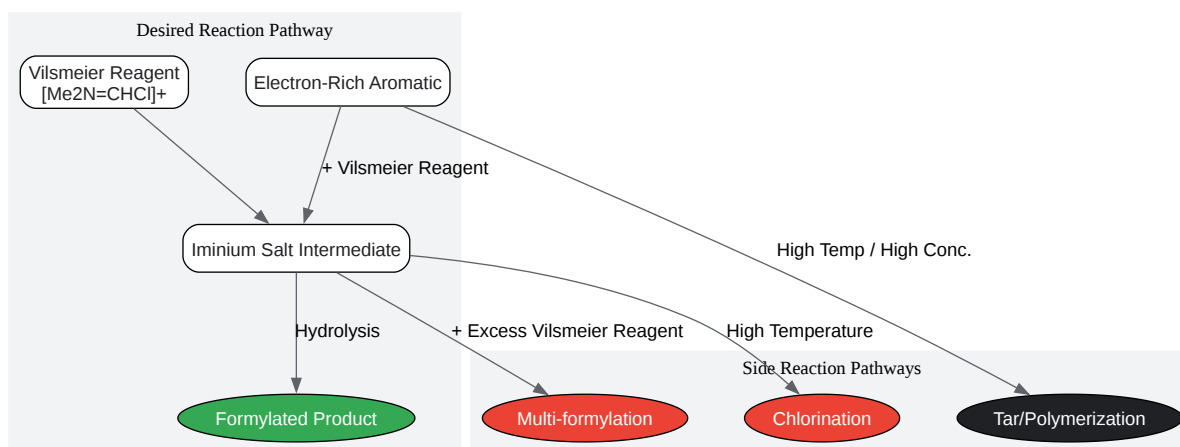 Desired Reaction Pathway
Vilsmeier Reagent
[Me2N=CHCl]+
Electron-Rich Aromatic
+ Vilsmeier Reagent
Iminium Salt Intermediate
High Temp / High Conc.
Hydrolysis
+ Excess Vilsmeier Reagent
High Temperature
Side Reaction Pathways
Formylated Product
Multi-formylation
Chlorination
Tar/Polymerization